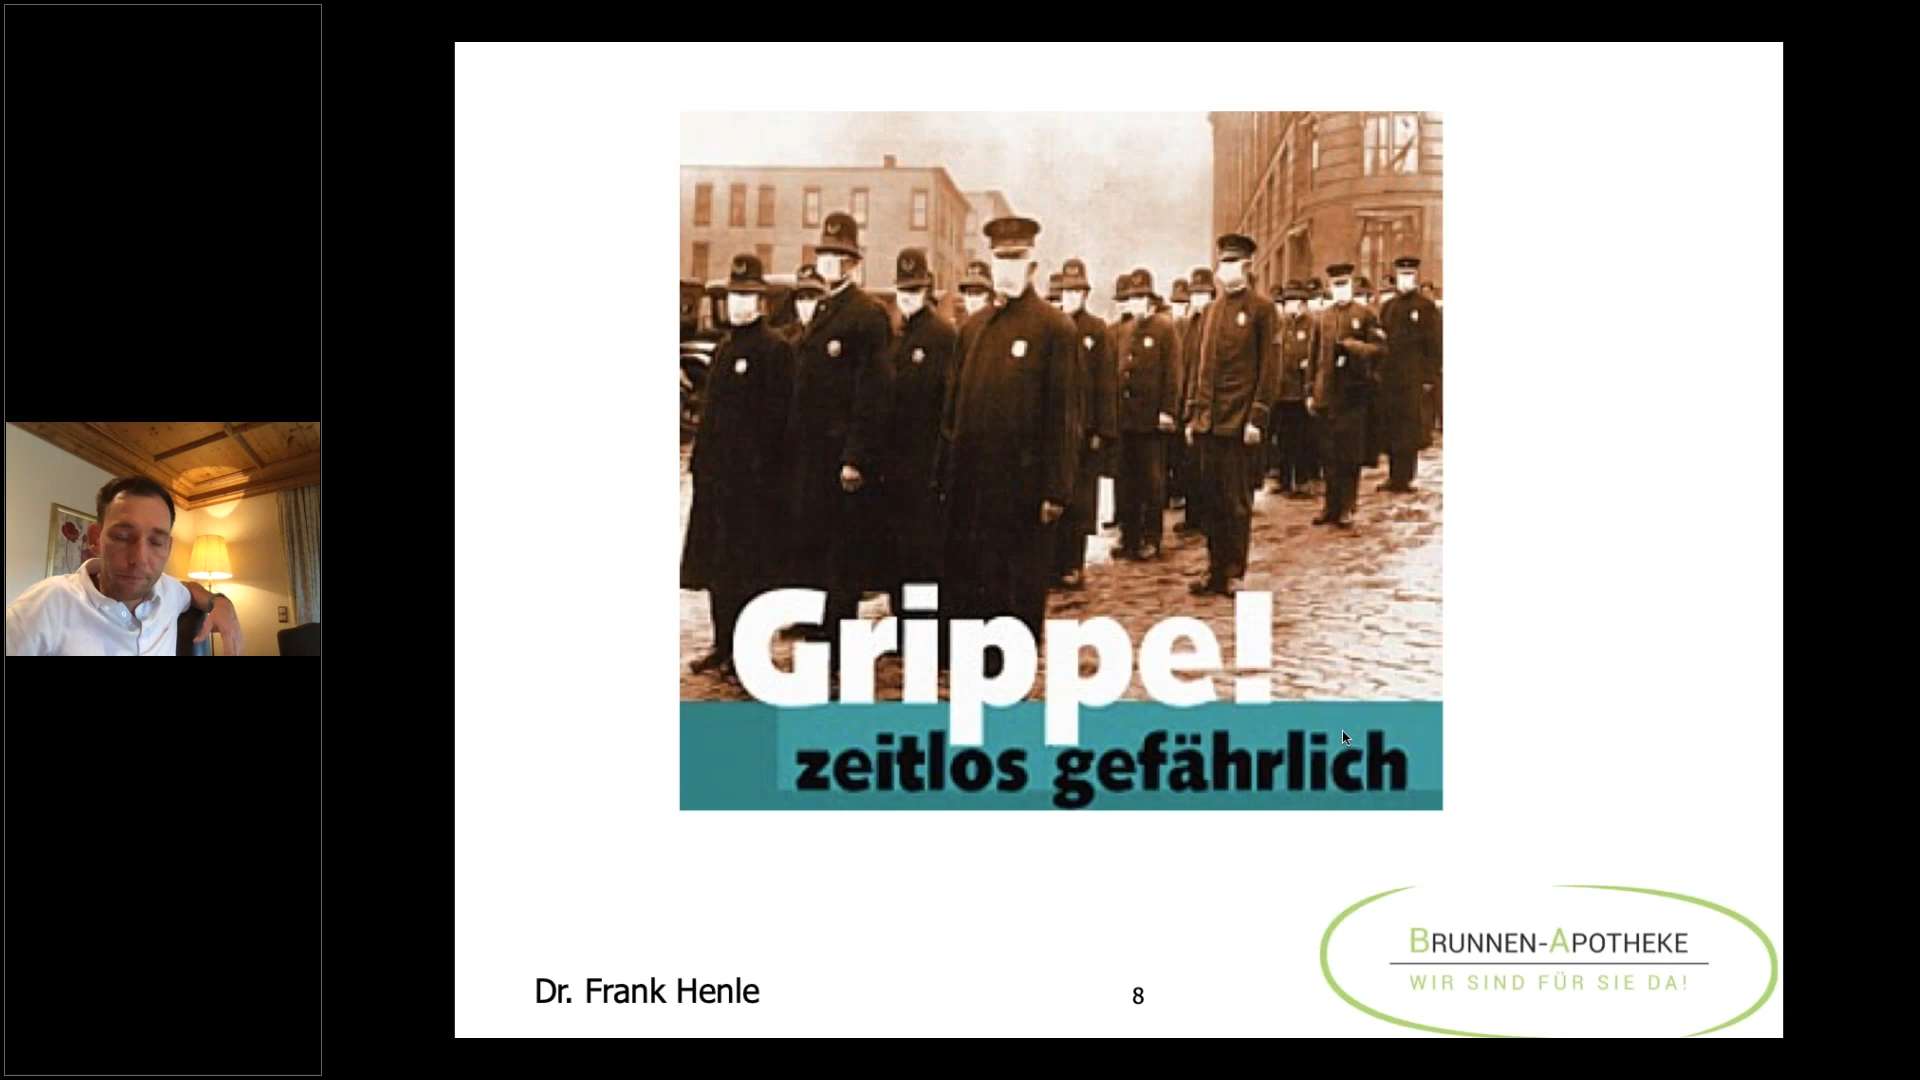 Grippe!
zeitlos gefährlich
Dr. Frank Henle
8
BRUNNEN-APOTHEKE
WIR SIND FÜR SIE DA!